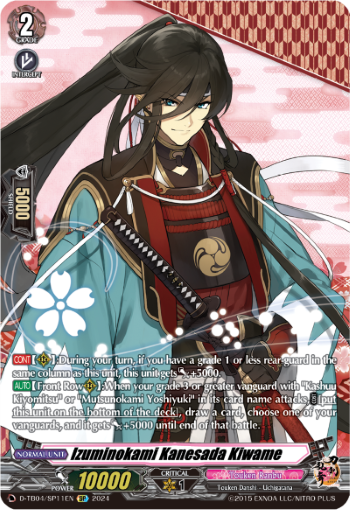 2
GRADE
INTERCEPT
5000
SHIELD
CONT【】:During your turn, if you have a grade 1 or less rear-guard in the
same column as this unit, this unit gets +5000.
AUTO【Front Row】:When your grade 3 or greater vanguard with "Kashuu
Kiyomitsu" or "Mutsunokami Yoshiyuki" in its card name attacks, [put
this unit on the bottom of the deck], draw a card, choose one of your
vanguards, and it gets +5000 until end of that battle.
NORMAL UNIT
Izuminokami Kanesada Kiwame
POWER 10000
CRITICAL
1
Touken Ranbu
Touken Danshi - Uchigatana
D-TB04/SP11EN SP 2024
©2015 EXNOA LLC/NITRO PLUS